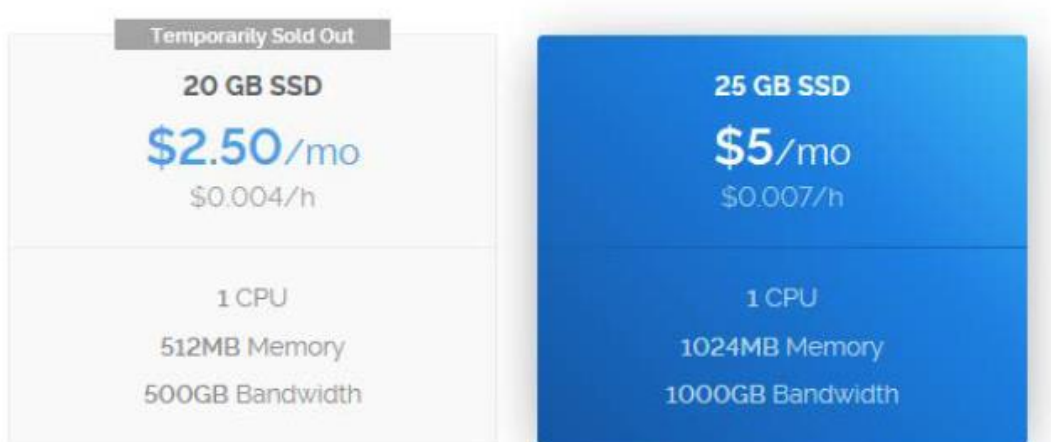 Temporarily Sold Out
20 GB SSD
$2.50/mo
$0.004/h
1 CPU
512MB Memory
500GB Bandwidth
25 GB SSD
$5/mo
$0.007/h
1 CPU
1024MB Memory
1000GB Bandwidth